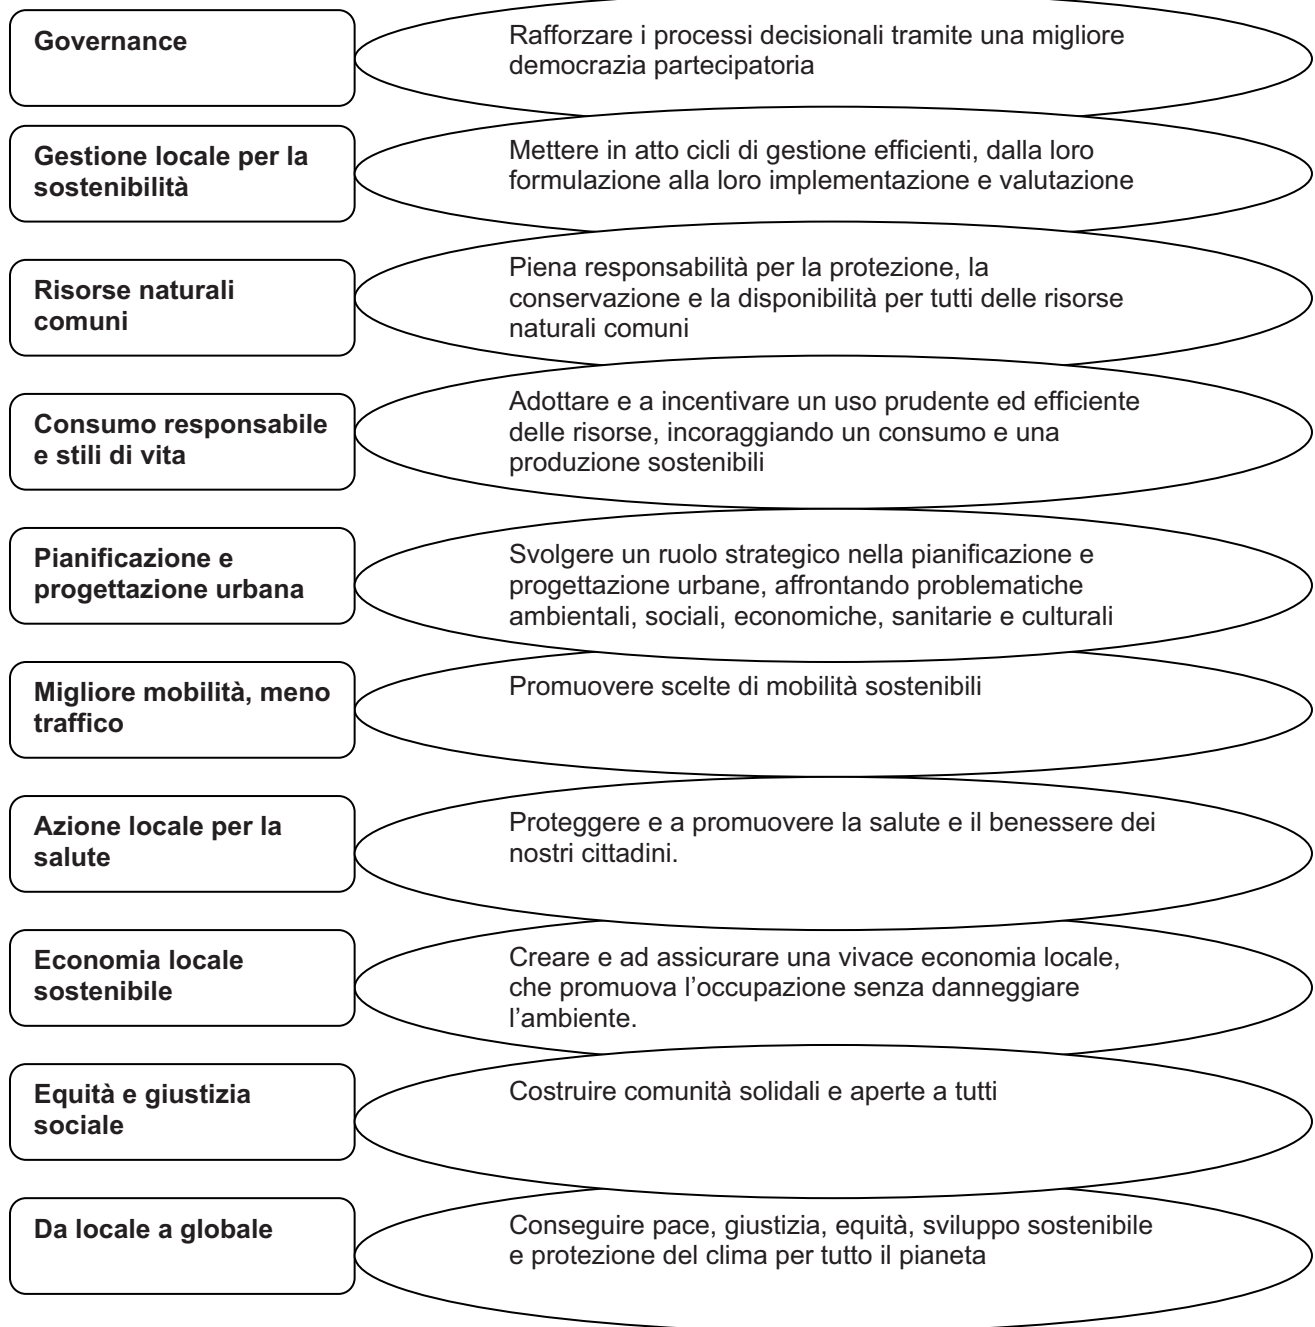 Governance
Rafforzare i processi decisionali tramite una migliore
democrazia partecipatoria
Gestione locale per la
sostenibilità
Mettere in atto cicli di gestione efficienti, dalla loro
formulazione alla loro implementazione e valutazione
Risorse naturali
comuni
Piena responsabilità per la protezione, la
conservazione e la disponibilità per tutti delle risorse
naturali comuni
Consumo responsabile
e stili di vita
Adottare e a incentivare un uso prudente ed efficiente
delle risorse, incoraggiando un consumo e una
produzione sostenibili
Pianificazione e
progettazione urbana
Svolgere un ruolo strategico nella pianificazione e
progettazione urbane, affrontando problematiche
ambientali, sociali, economiche, sanitarie e culturali
Migliore mobilità, meno
traffico
Promuovere scelte di mobilità sostenibili
Azione locale per la
salute
Proteggere e a promuovere la salute e il benessere dei
nostri cittadini.
Economia locale
sostenibile
Creare e ad assicurare una vivace economia locale,
che promuova l’occupazione senza danneggiare
l’ambiente.
Equità e giustizia
sociale
Costruire comunità solidali e aperte a tutti
Da locale a globale
Conseguire pace, giustizia, equità, sviluppo sostenibile
e protezione del clima per tutto il pianeta